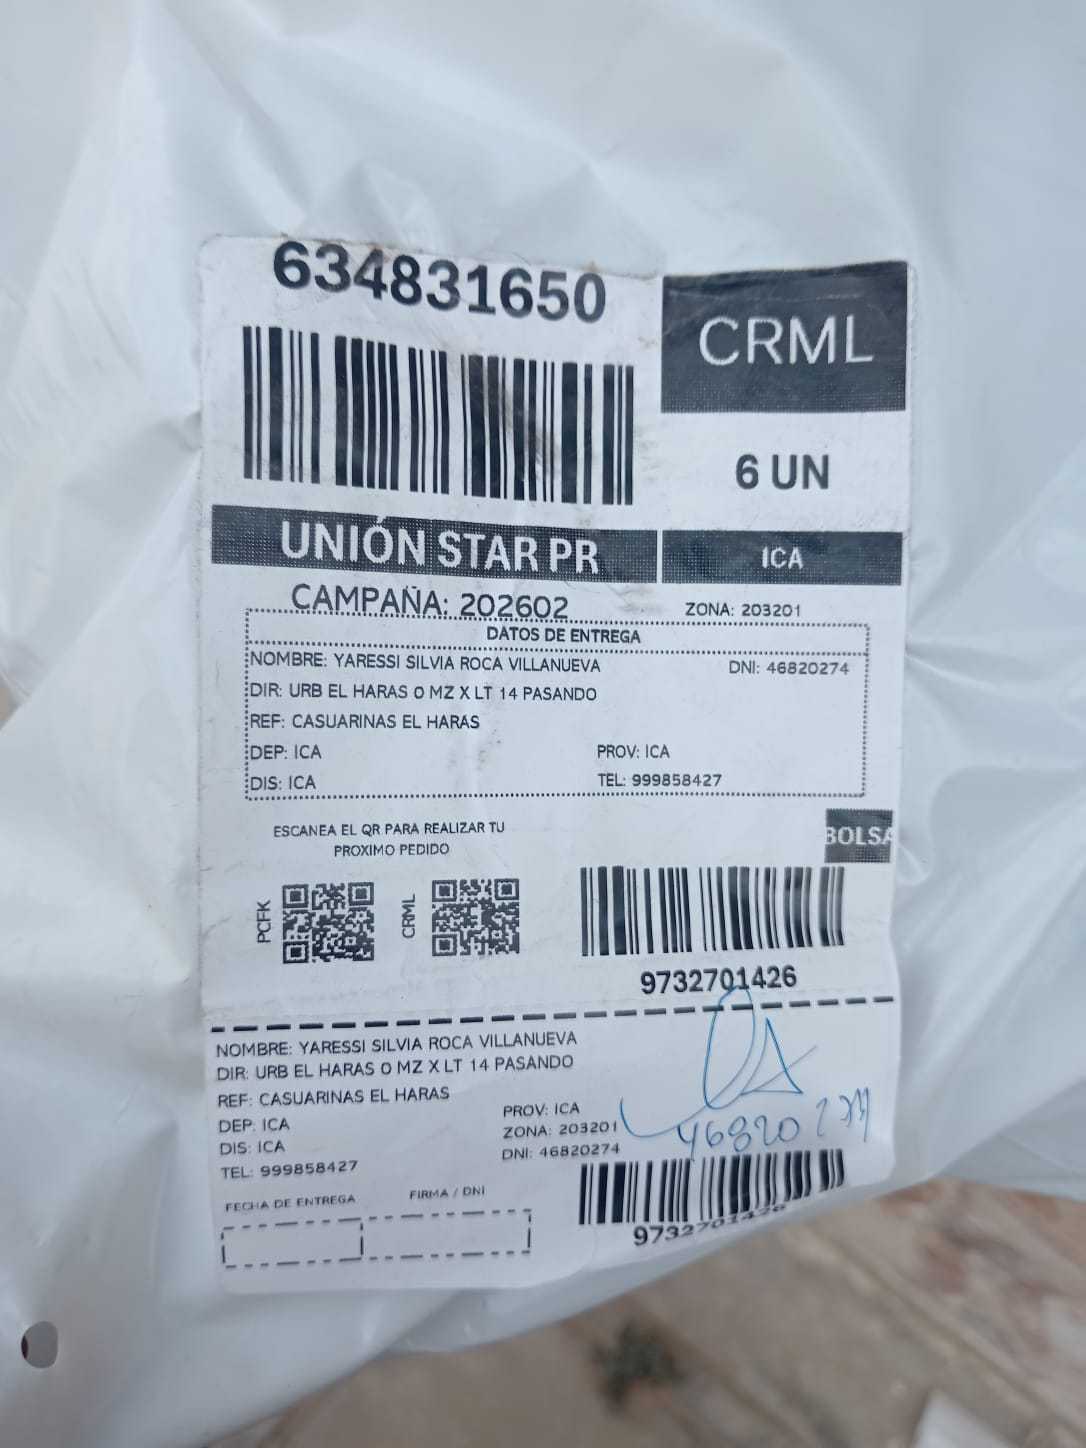 634831650
CRML
6 UN
UNIÓN STAR PR
ICA
CAMPAÑA: 202602
ZONA: 203201
DATOS DE ENTREGA
NOMBRE: YARESSI SILVIA ROCA VILLANUEVA DNI: 46820274
DIR: URB EL HARAS O MZ X LT 14 PASANDO
REF: CASUARINAS EL HARAS
DEP: ICA PROV: ICA
DIS: ICA TEL: 999858427
ESCANEA EL QR PARA REALIZAR TU
PROXIMO PEDIDO
BOLSA
PCFK
CRML
9732701426
NOMBRE: YARESSI SILVIA ROCA VILLANUEVA
DIR: URB EL HARAS O MZ X LT 14 PASANDO
REF: CASUARINAS EL HARAS
DEP: ICA PROV: ICA
DIS: ICA ZONA: 203201
TEL: 999858427 DNI: 46820274
FECHA DE ENTREGA FIRMA / DNI
9732701426